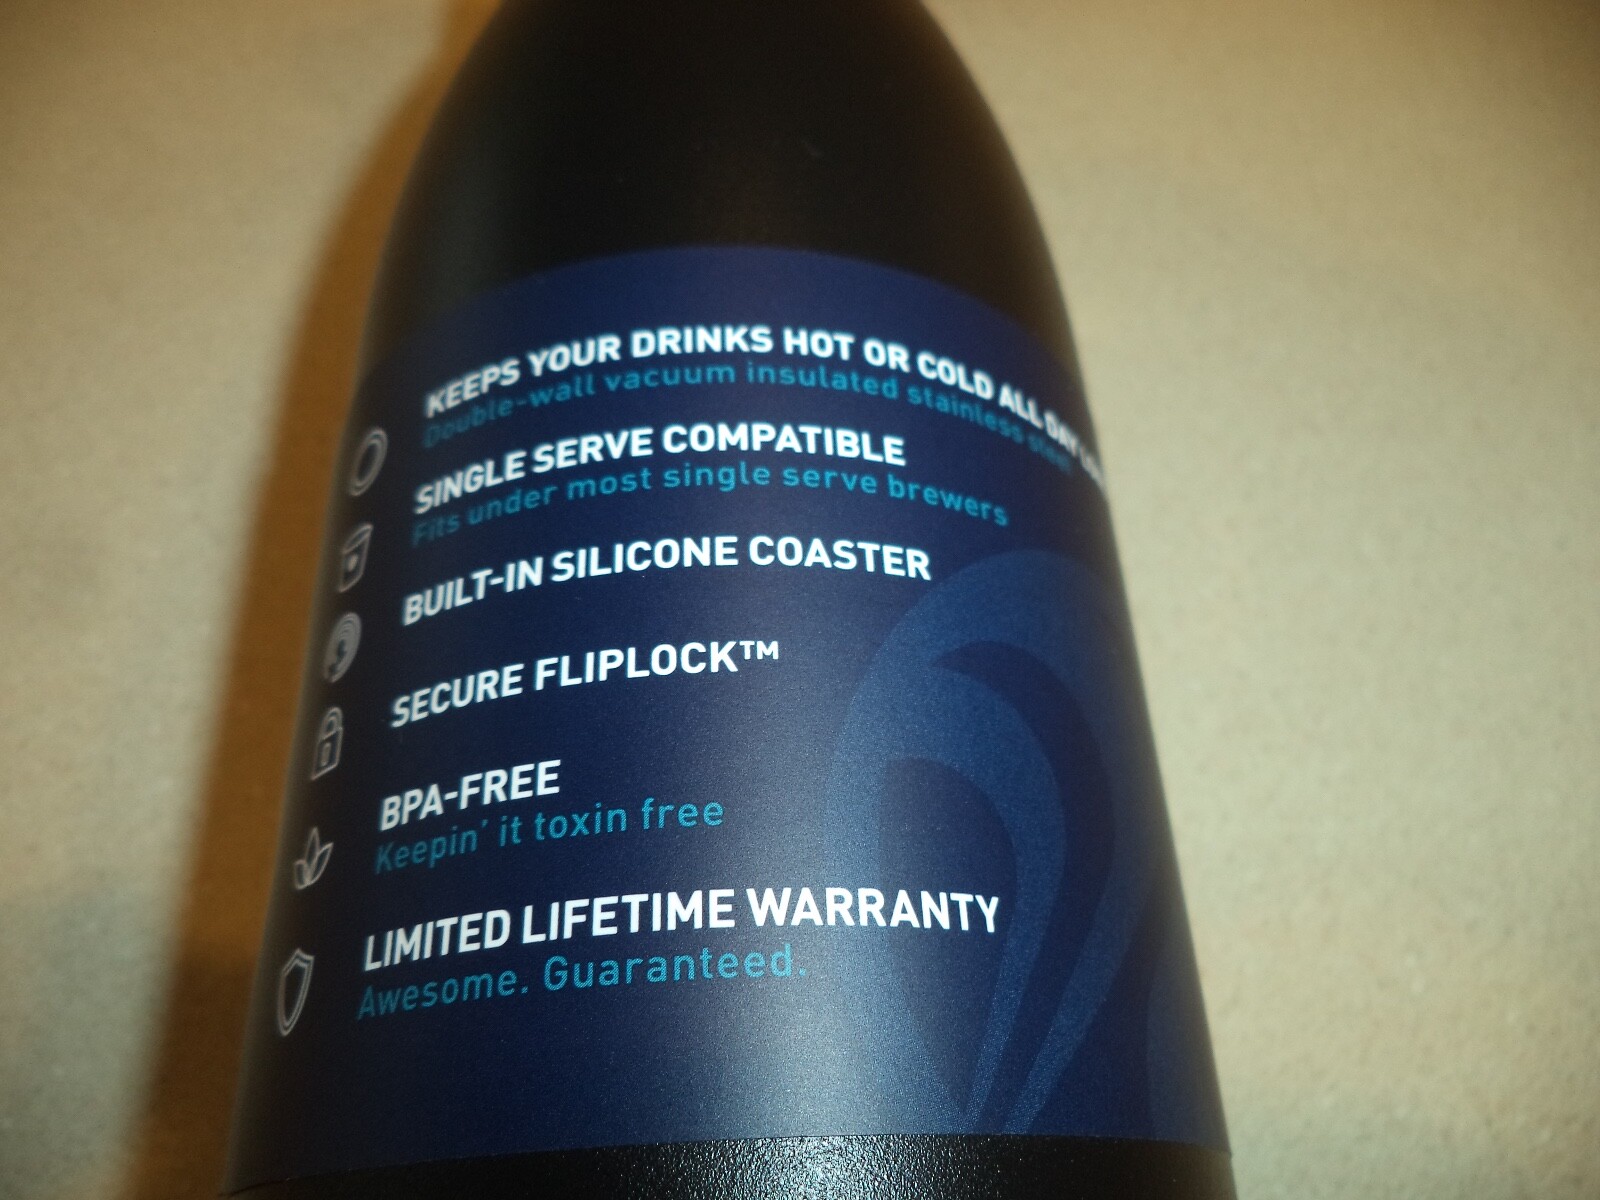 KEEPS YOUR DRINKS HOT OR COLD ALL DAY
Double-wall vacuum insulated stainless steel
SINGLE SERVE COMPATIBLE
Fits under most single serve brewers
BUILT-IN SILICONE COASTER
SECURE FLIPLOCK™
BPA-FREE
Keepin' it toxin free
LIMITED LIFETIME WARRANTY
Awesome. Guaranteed.